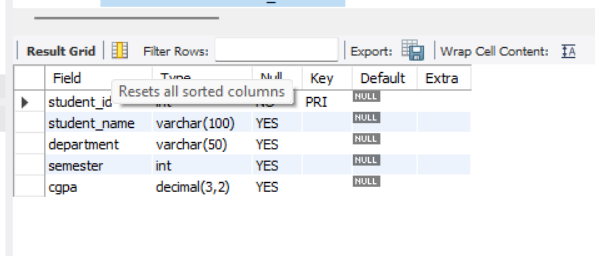 Result Grid Filter Rows: Export: Wrap Cell Content: IA
Field Type Null Key Default Extra
Resets all sorted columns
student_id int NO PRI NULL
student_name varchar(100) YES NULL
department varchar(50) YES NULL
semester int YES NULL
cgpa decimal(3,2) YES NULL